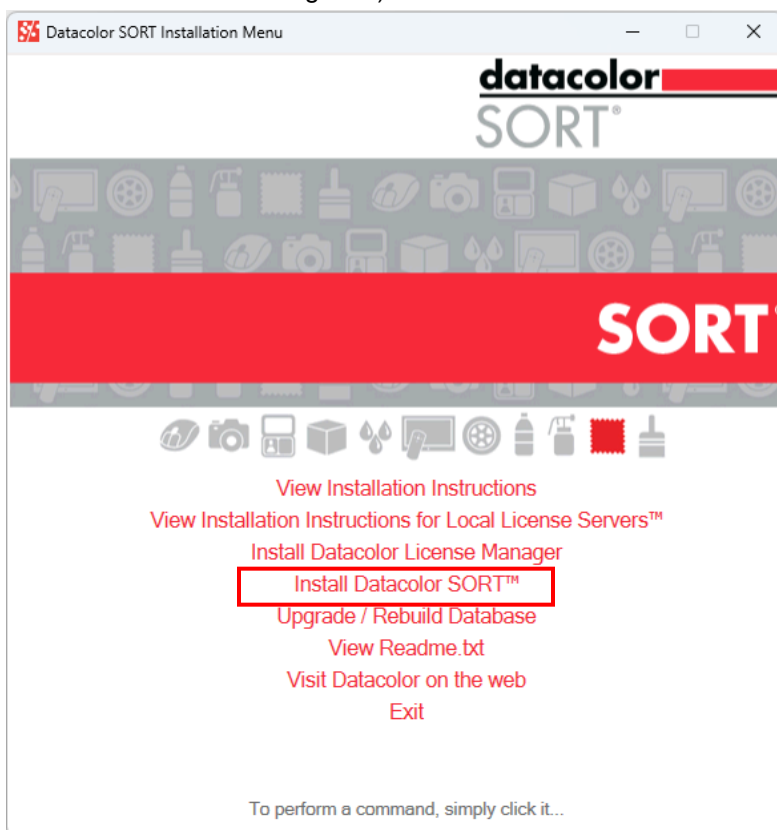 Datacolor SORT Installation Menu
datacolor
SORT®
SORT
View Installation Instructions
View Installation Instructions for Local License Servers™
Install Datacolor License Manager
Install Datacolor SORT™
Upgrade / Rebuild Database
View Readme.txt
Visit Datacolor on the web
Exit
To perform a command, simply click it...